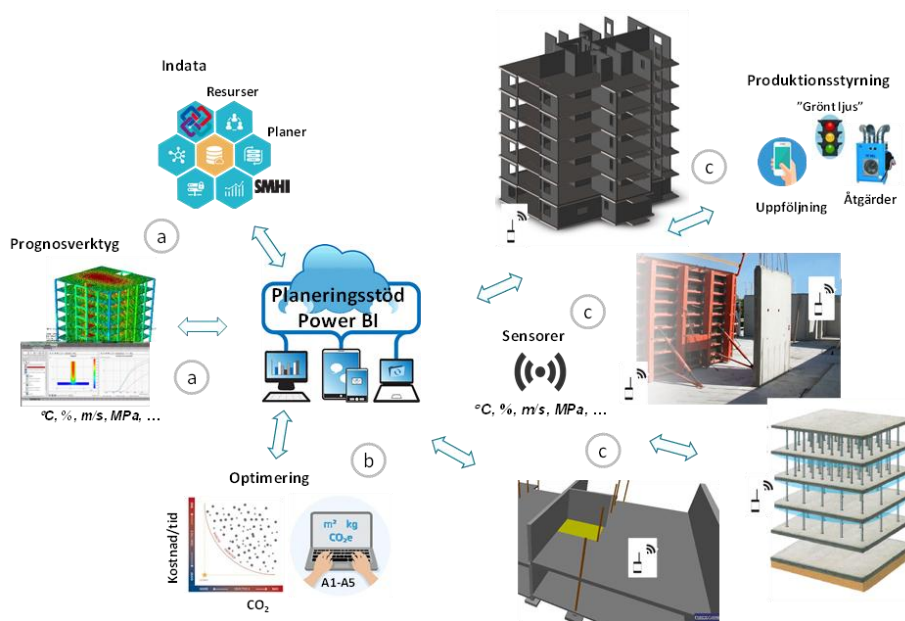 Indata
Resurser
Planer
SMHI
Produktionsstyrning
"Grönt ljus"
c
Uppföljning
Åtgärder
a
Prognosverktyg
Planeringsstöd
Power BI
c
Sensorer
a
°C, %, m/s, MPa, ...
°C, %, m/s, MPa, ...
b
c
Optimering
Kostnad/tid
m² kg
CO₂e
A1-A5
CO₂